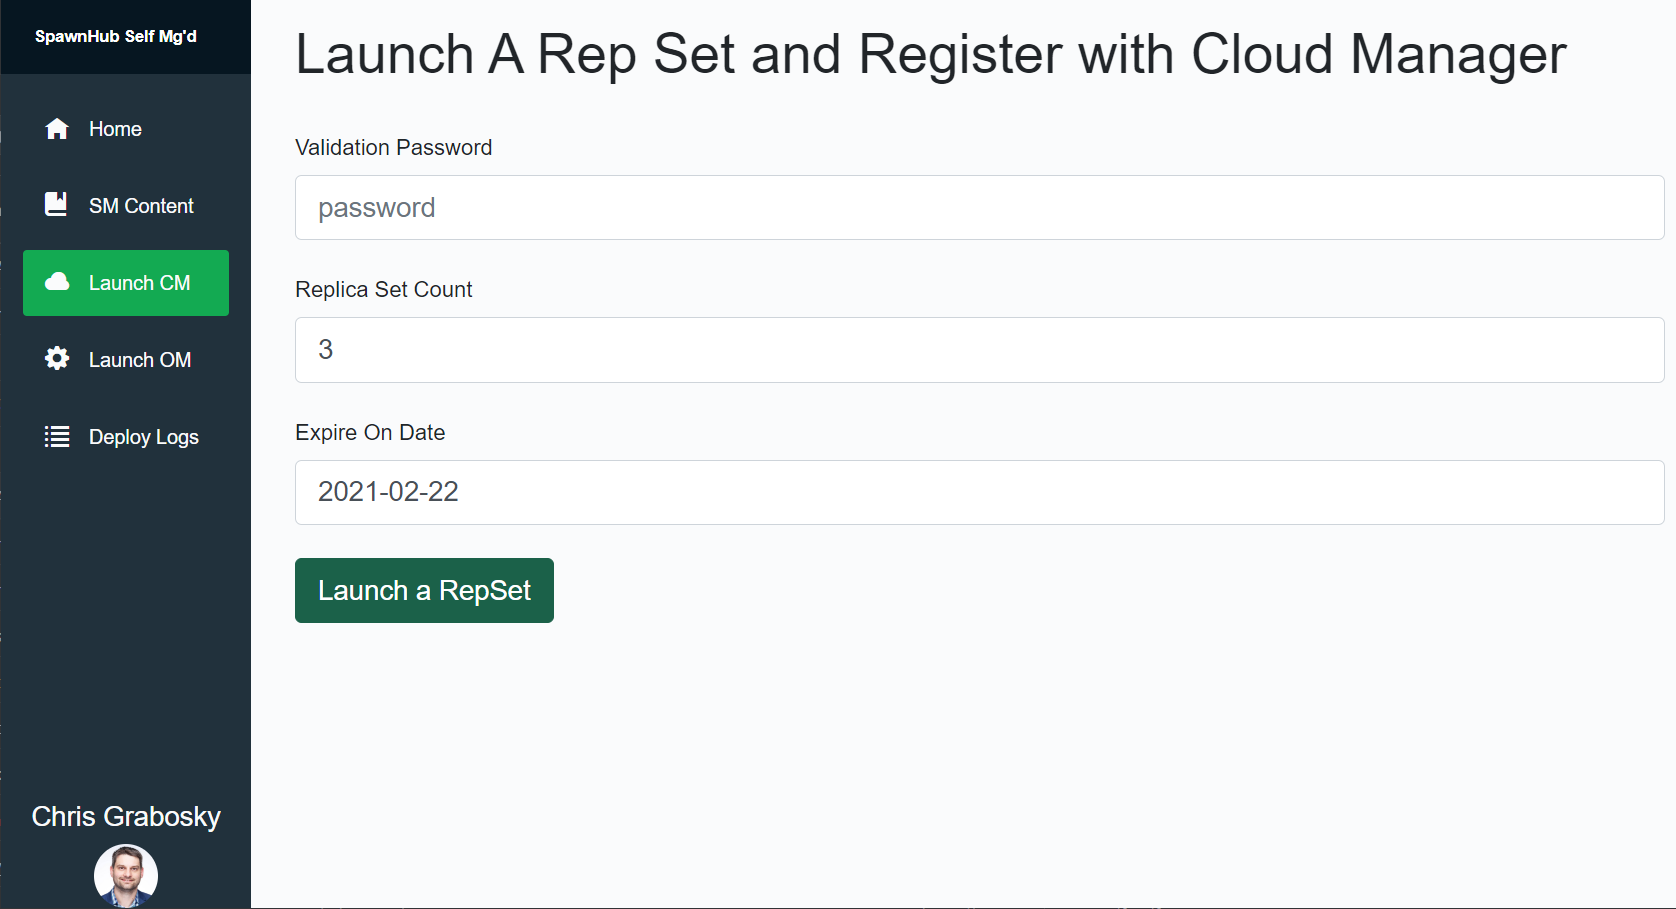 SpawnHub Self Mg'd
Home
SM Content
Launch CM
Launch OM
Deploy Logs
Chris Grabosky
Launch A Rep Set and Register with Cloud Manager
Validation Password
password
Replica Set Count
3
Expire On Date
2021-02-22
Launch a RepSet